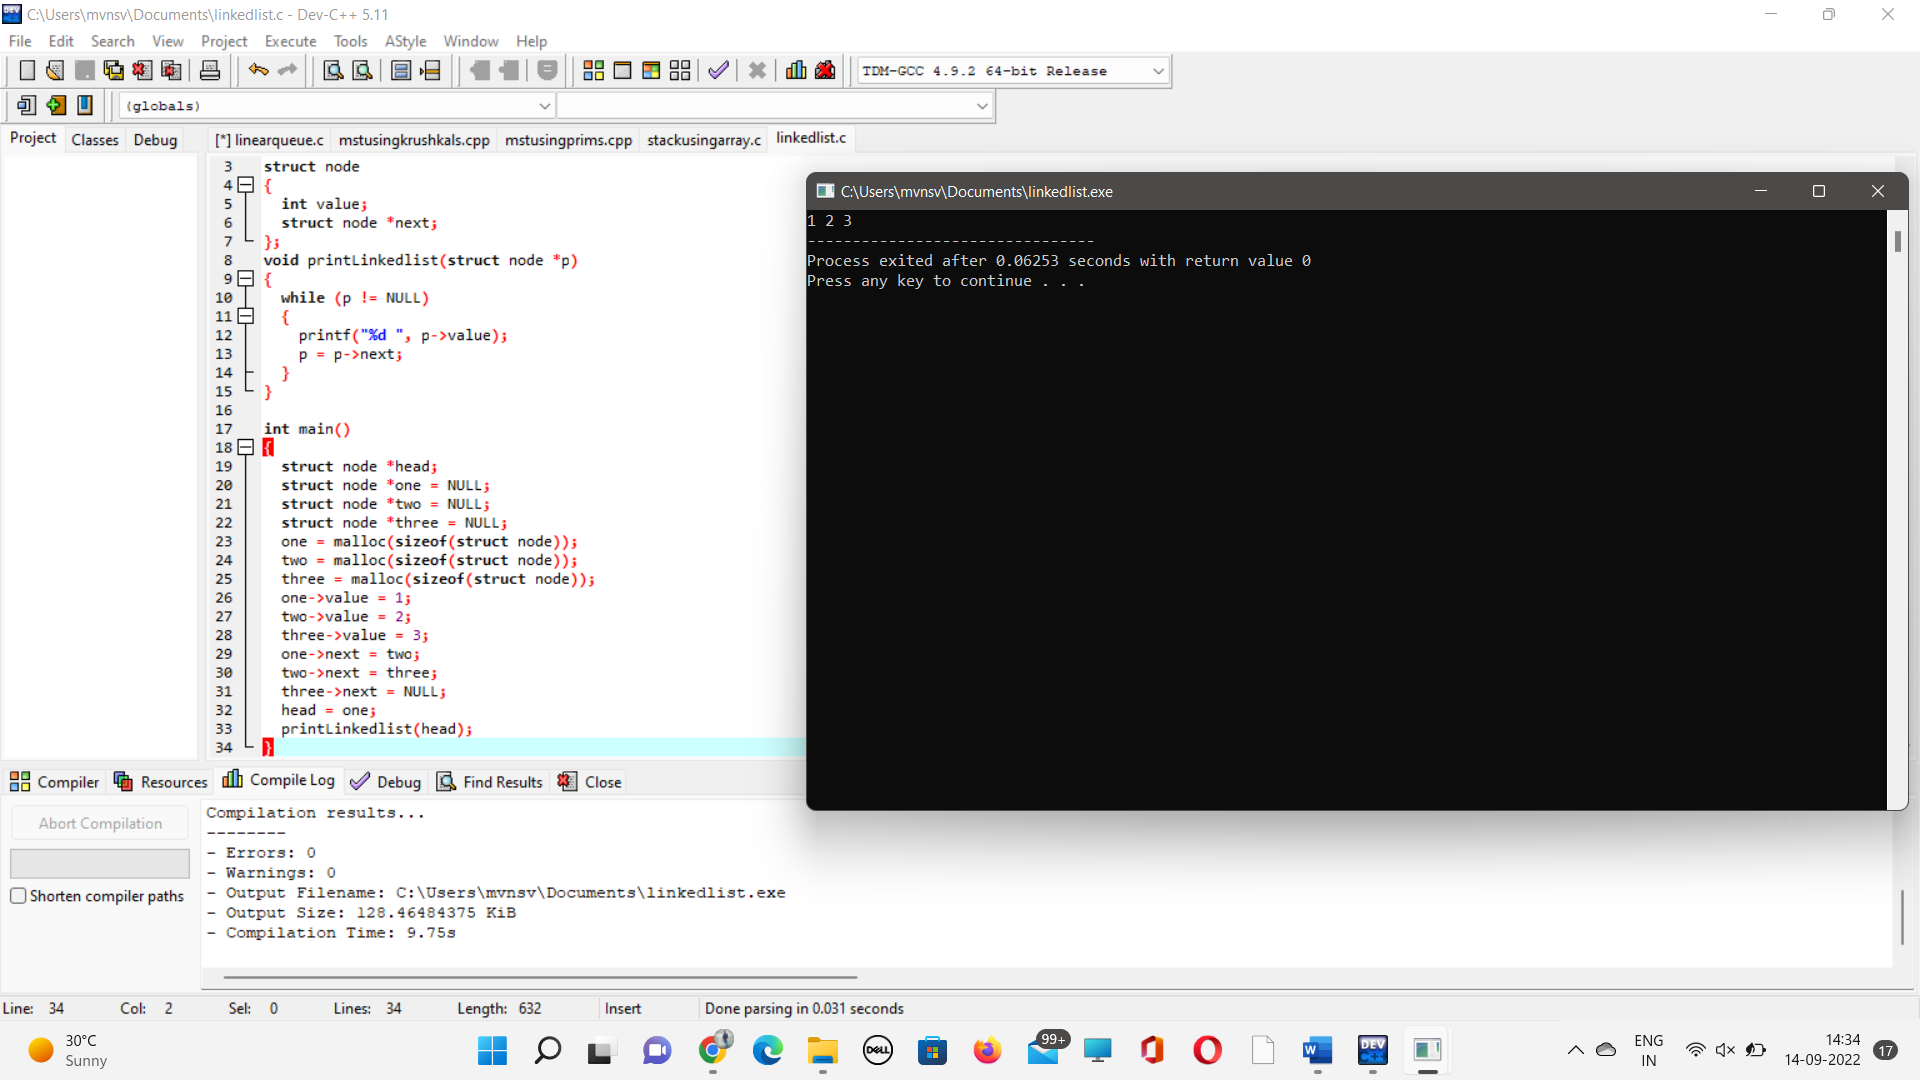 C:\Users\mvnsv\Documents\linkedlist.c - Dev-C++ 5.11
File Edit Search View Project Execute Tools AStyle Window Help
TDM-GCC 4.9.2 64-bit Release
(globals)
Project Classes Debug
[*] linearqueue.c mstusingkrushkals.cpp mstusingprims.cpp stackusingarray.c linkedlist.c
3 struct node
4 {
5 int value;
6 struct node *next;
7 };
8 void printLinkedlist(struct node *p)
9 {
10 while (p != NULL)
11 {
12 printf("%d ", p->value);
13 p = p->next;
14 }
15 }
16
17 int main()
18 {
19 struct node *head;
20 struct node *one = NULL;
21 struct node *two = NULL;
22 struct node *three = NULL;
23 one = malloc(sizeof(struct node));
24 two = malloc(sizeof(struct node));
25 three = malloc(sizeof(struct node));
26 one->value = 1;
27 two->value = 2;
28 three->value = 3;
29 one->next = two;
30 two->next = three;
31 three->next = NULL;
32 head = one;
33 printLinkedlist(head);
34 }
C:\Users\mvnsv\Documents\linkedlist.exe
1 2 3
--------------------------------
Process exited after 0.06253 seconds with return value 0
Press any key to continue . . .
Compiler Resources Compile Log Debug Find Results Close
Abort Compilation
Shorten compiler paths
Compilation results...
--------
- Errors: 0
- Warnings: 0
- Output Filename: C:\Users\mvnsv\Documents\linkedlist.exe
- Output Size: 128.46484375 KiB
- Compilation Time: 9.75s
Line: 34 Col: 2 Sel: 0 Lines: 34 Length: 632 Insert Done parsing in 0.031 seconds
30°C
Sunny
DELL
99+
W
DEV
ENG
IN
14:34
14-09-2022
17